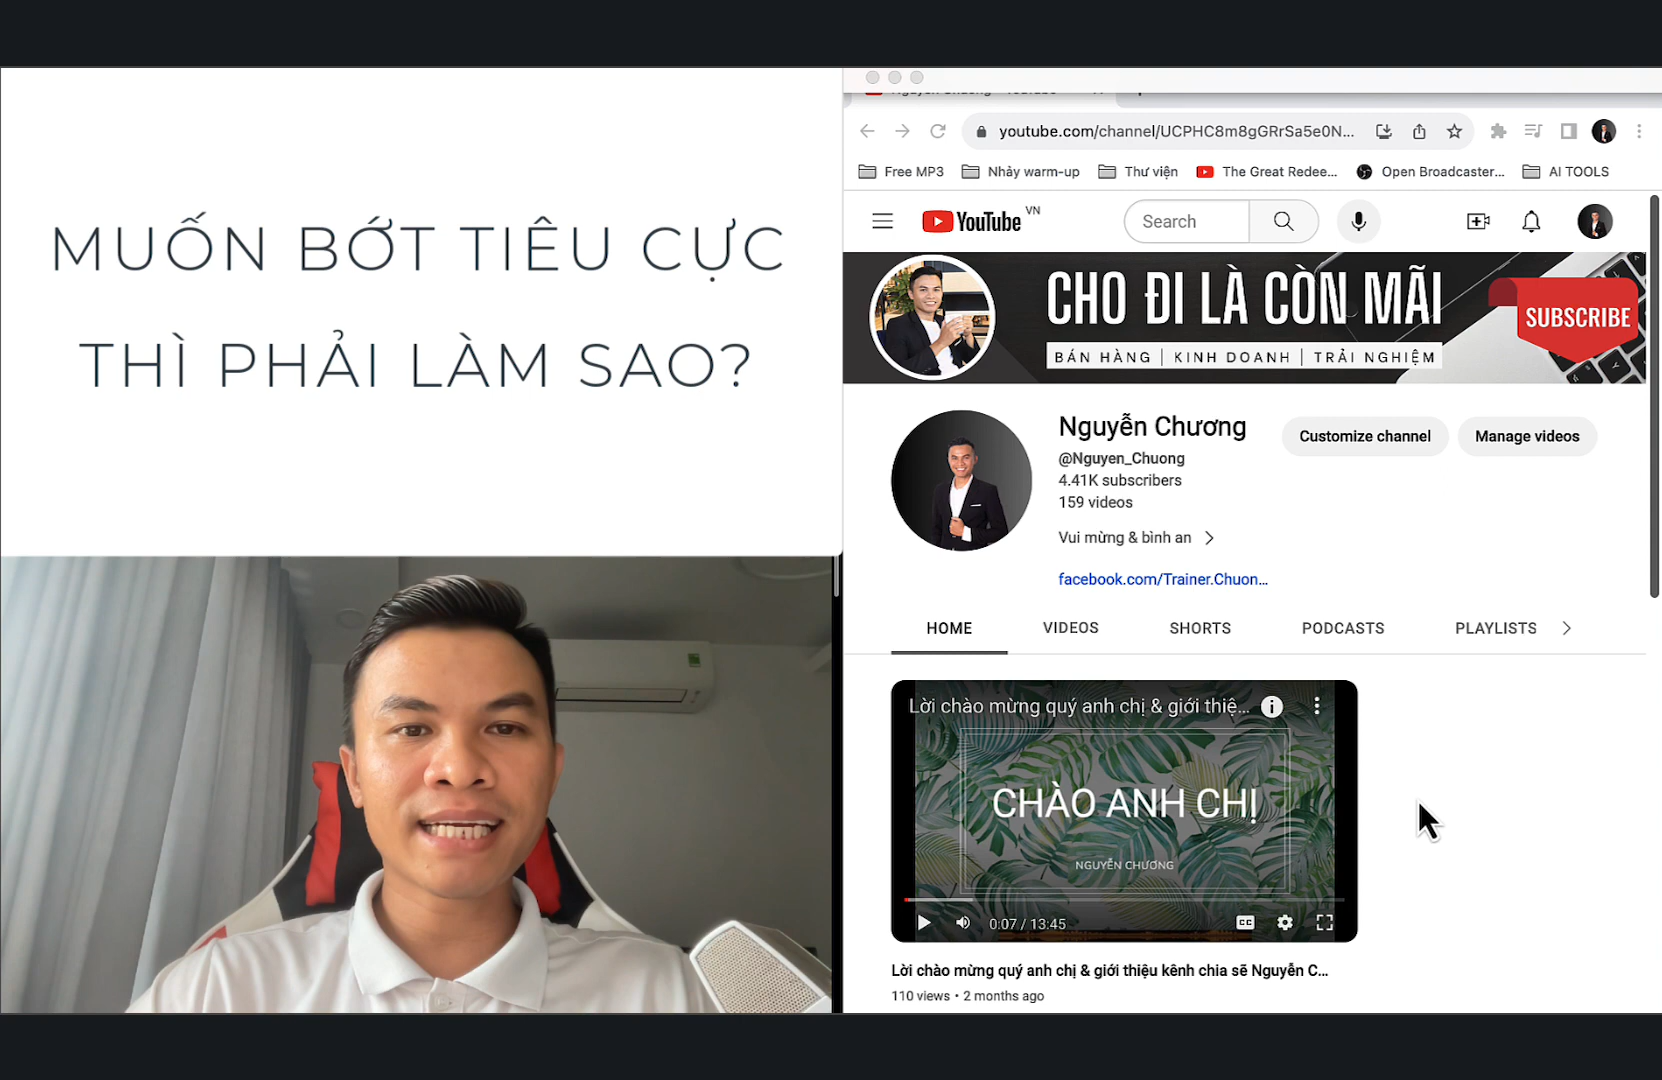 MUỐN BỚT TIÊU CỰC
THÌ PHẢI LÀM SAO?
youtube.com/channel/UCPHC8m8gGRrSa5e0N...
Free MP3
Nhảy warm-up
Thư viện
The Great Redee...
Open Broadcaster...
AI TOOLS
YouTube VN
Search
CHO ĐI LÀ CÒN MÃI
BÁN HÀNG | KINH DOANH | TRẢI NGHIỆM
SUBSCRIBE
Nguyễn Chương
@Nguyen_Chuong
4.41K subscribers
159 videos
Vui mừng & bình an
facebook.com/Trainer.Chuon...
Customize channel
Manage videos
HOME
VIDEOS
SHORTS
PODCASTS
PLAYLISTS
Lời chào mừng quý anh chị & giới thiệ...
CHÀO ANH CHỊ
NGUYỄN CHƯƠNG
0:07 / 13:45
CC
Lời chào mừng quý anh chị & giới thiệu kênh chia sẽ Nguyễn C...
110 views • 2 months ago